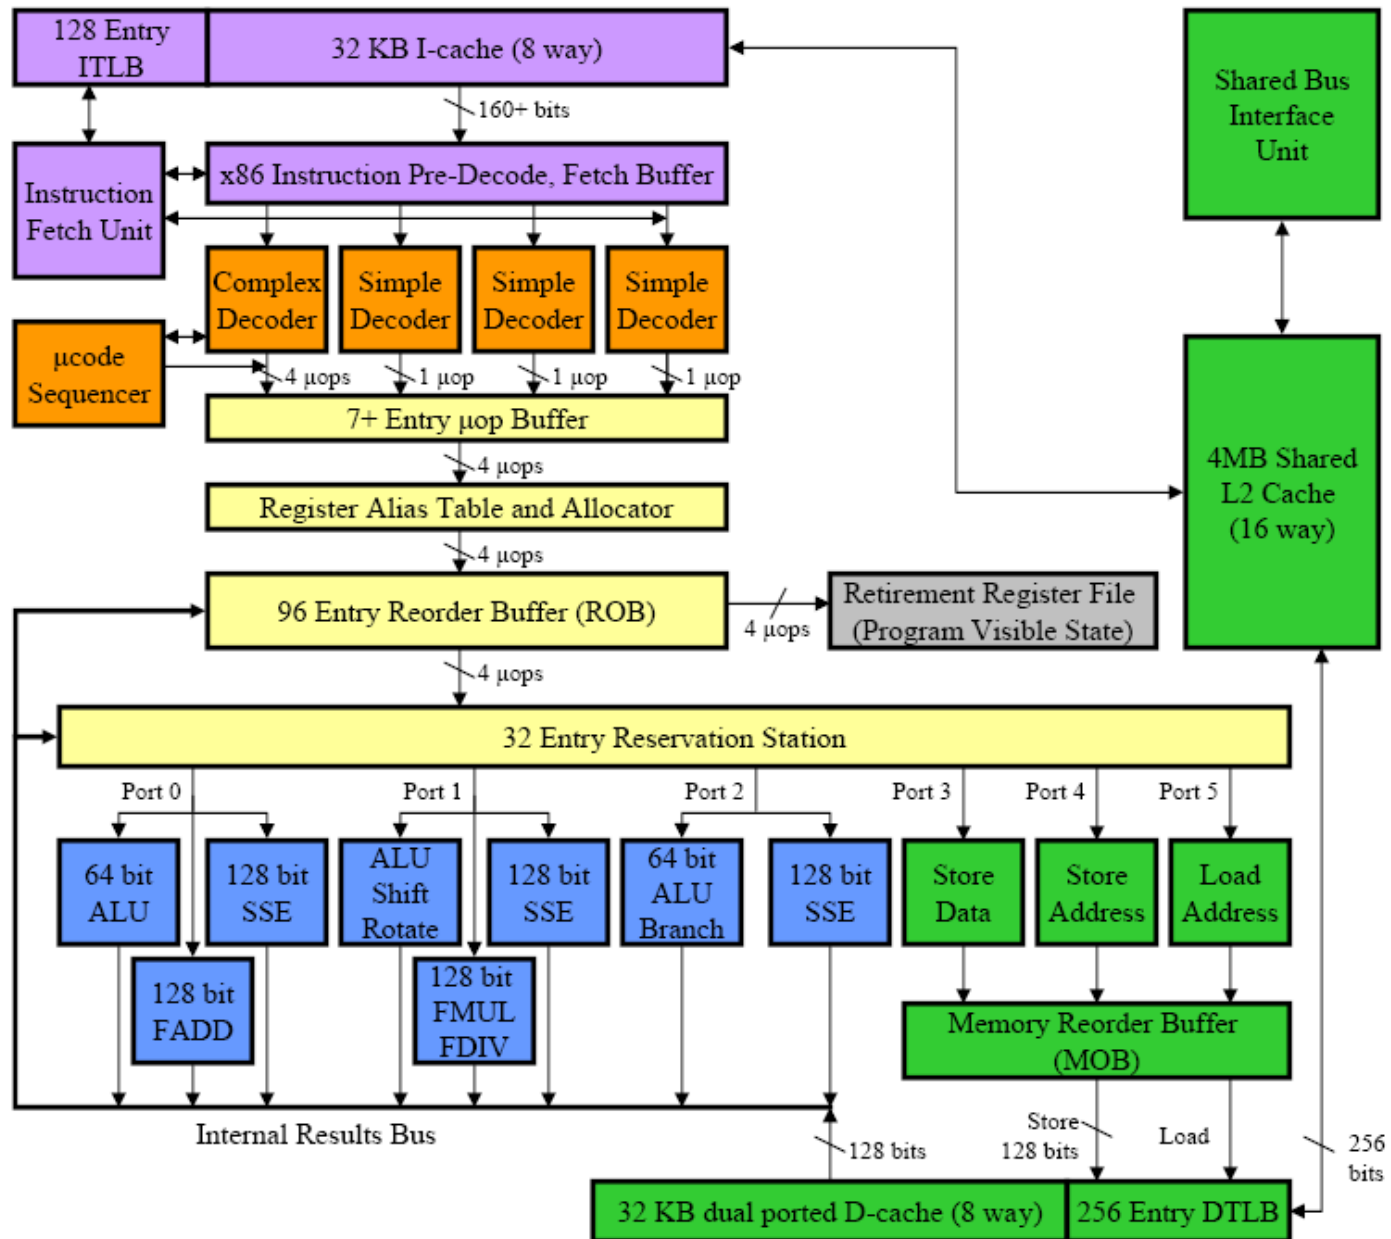 128 Entry
ITLB
32 KB I-cache (8 way)
Shared Bus
Interface
Unit
160+ bits
Instruction
Fetch Unit
x86 Instruction Pre-Decode, Fetch Buffer
Complex
Decoder
Simple
Decoder
Simple
Decoder
Simple
Decoder
μcode
Sequencer
4 μops
1 μop
1 μop
1 μop
7+ Entry μop Buffer
4 μops
Register Alias Table and Allocator
4 μops
4MB Shared
L2 Cache
(16 way)
96 Entry Reorder Buffer (ROB)
4 μops
Retirement Register File
(Program Visible State)
4 μops
32 Entry Reservation Station
Port 0
Port 1
Port 2
Port 3
Port 4
Port 5
64 bit
ALU
128 bit
SSE
ALU
Shift
Rotate
128 bit
SSE
64 bit
ALU
Branch
128 bit
SSE
Store
Data
Store
Address
Load
Address
128 bit
FADD
128 bit
FMUL
FDIV
Memory Reorder Buffer
(MOB)
Internal Results Bus
128 bits
Store
128 bits
Load
256
bits
32 KB dual ported D-cache (8 way)
256 Entry DTLB